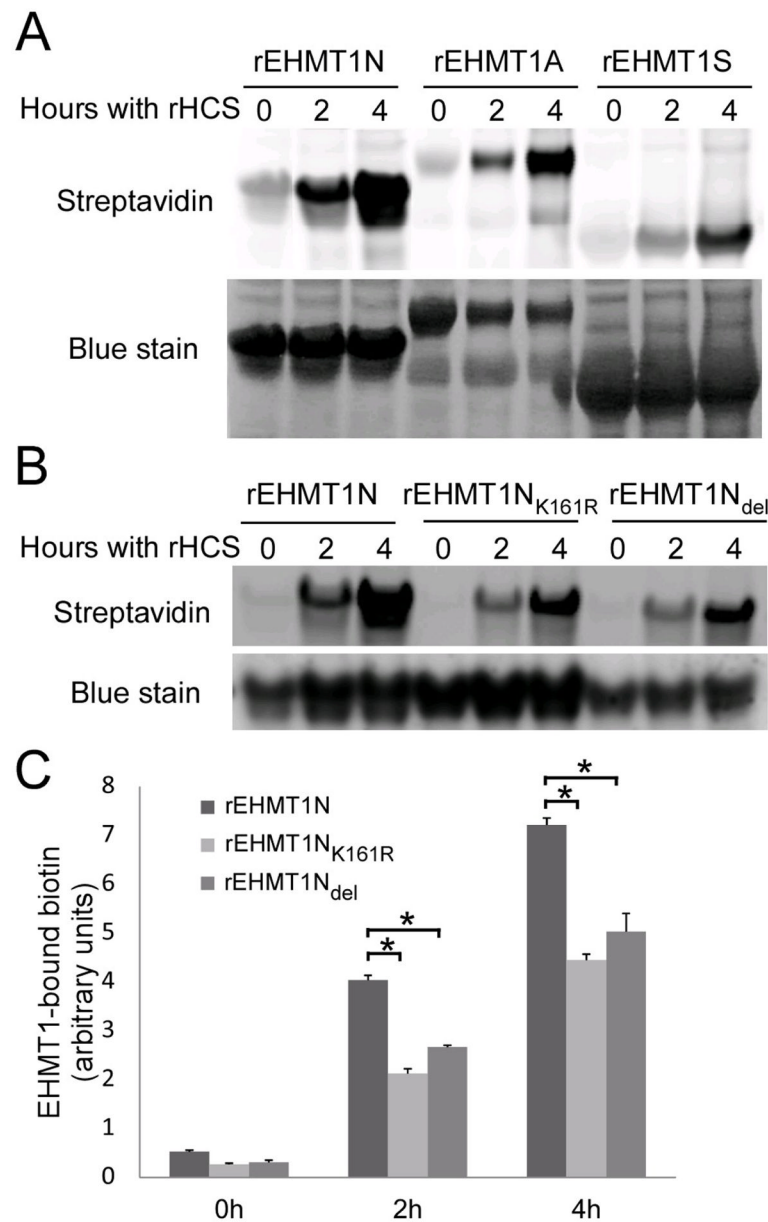 A
rEHMT1N rEHMT1A rEHMT1S
Hours with rHCS 0 2 4 0 2 4 0 2 4
Streptavidin
Blue stain
B
rEHMT1N rEHMT1NK161R rEHMT1Ndel
Hours with rHCS 0 2 4 0 2 4 0 2 4
Streptavidin
Blue stain
C
EHMT1-bound biotin
(arbitrary units)
8
7
6
5
4
3
2
1
0
rEHMT1N
rEHMT1NK161R
rEHMT1Ndel
* *
* *
0h 2h 4h